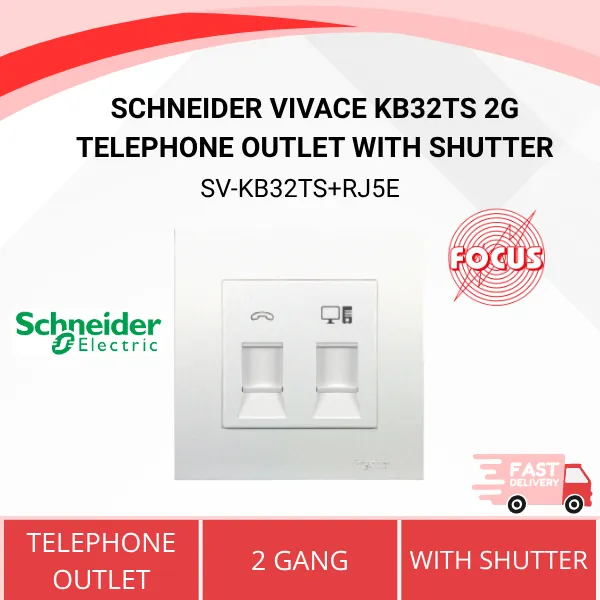 SCHNEIDER VIVACE KB32TS 2G
TELEPHONE OUTLET WITH SHUTTER
SV-KB32TS+RJ5E
FOCUS
Schneider
Electric
Schneider
FAST
DELIVERY
TELEPHONE
OUTLET
2 GANG
WITH SHUTTER